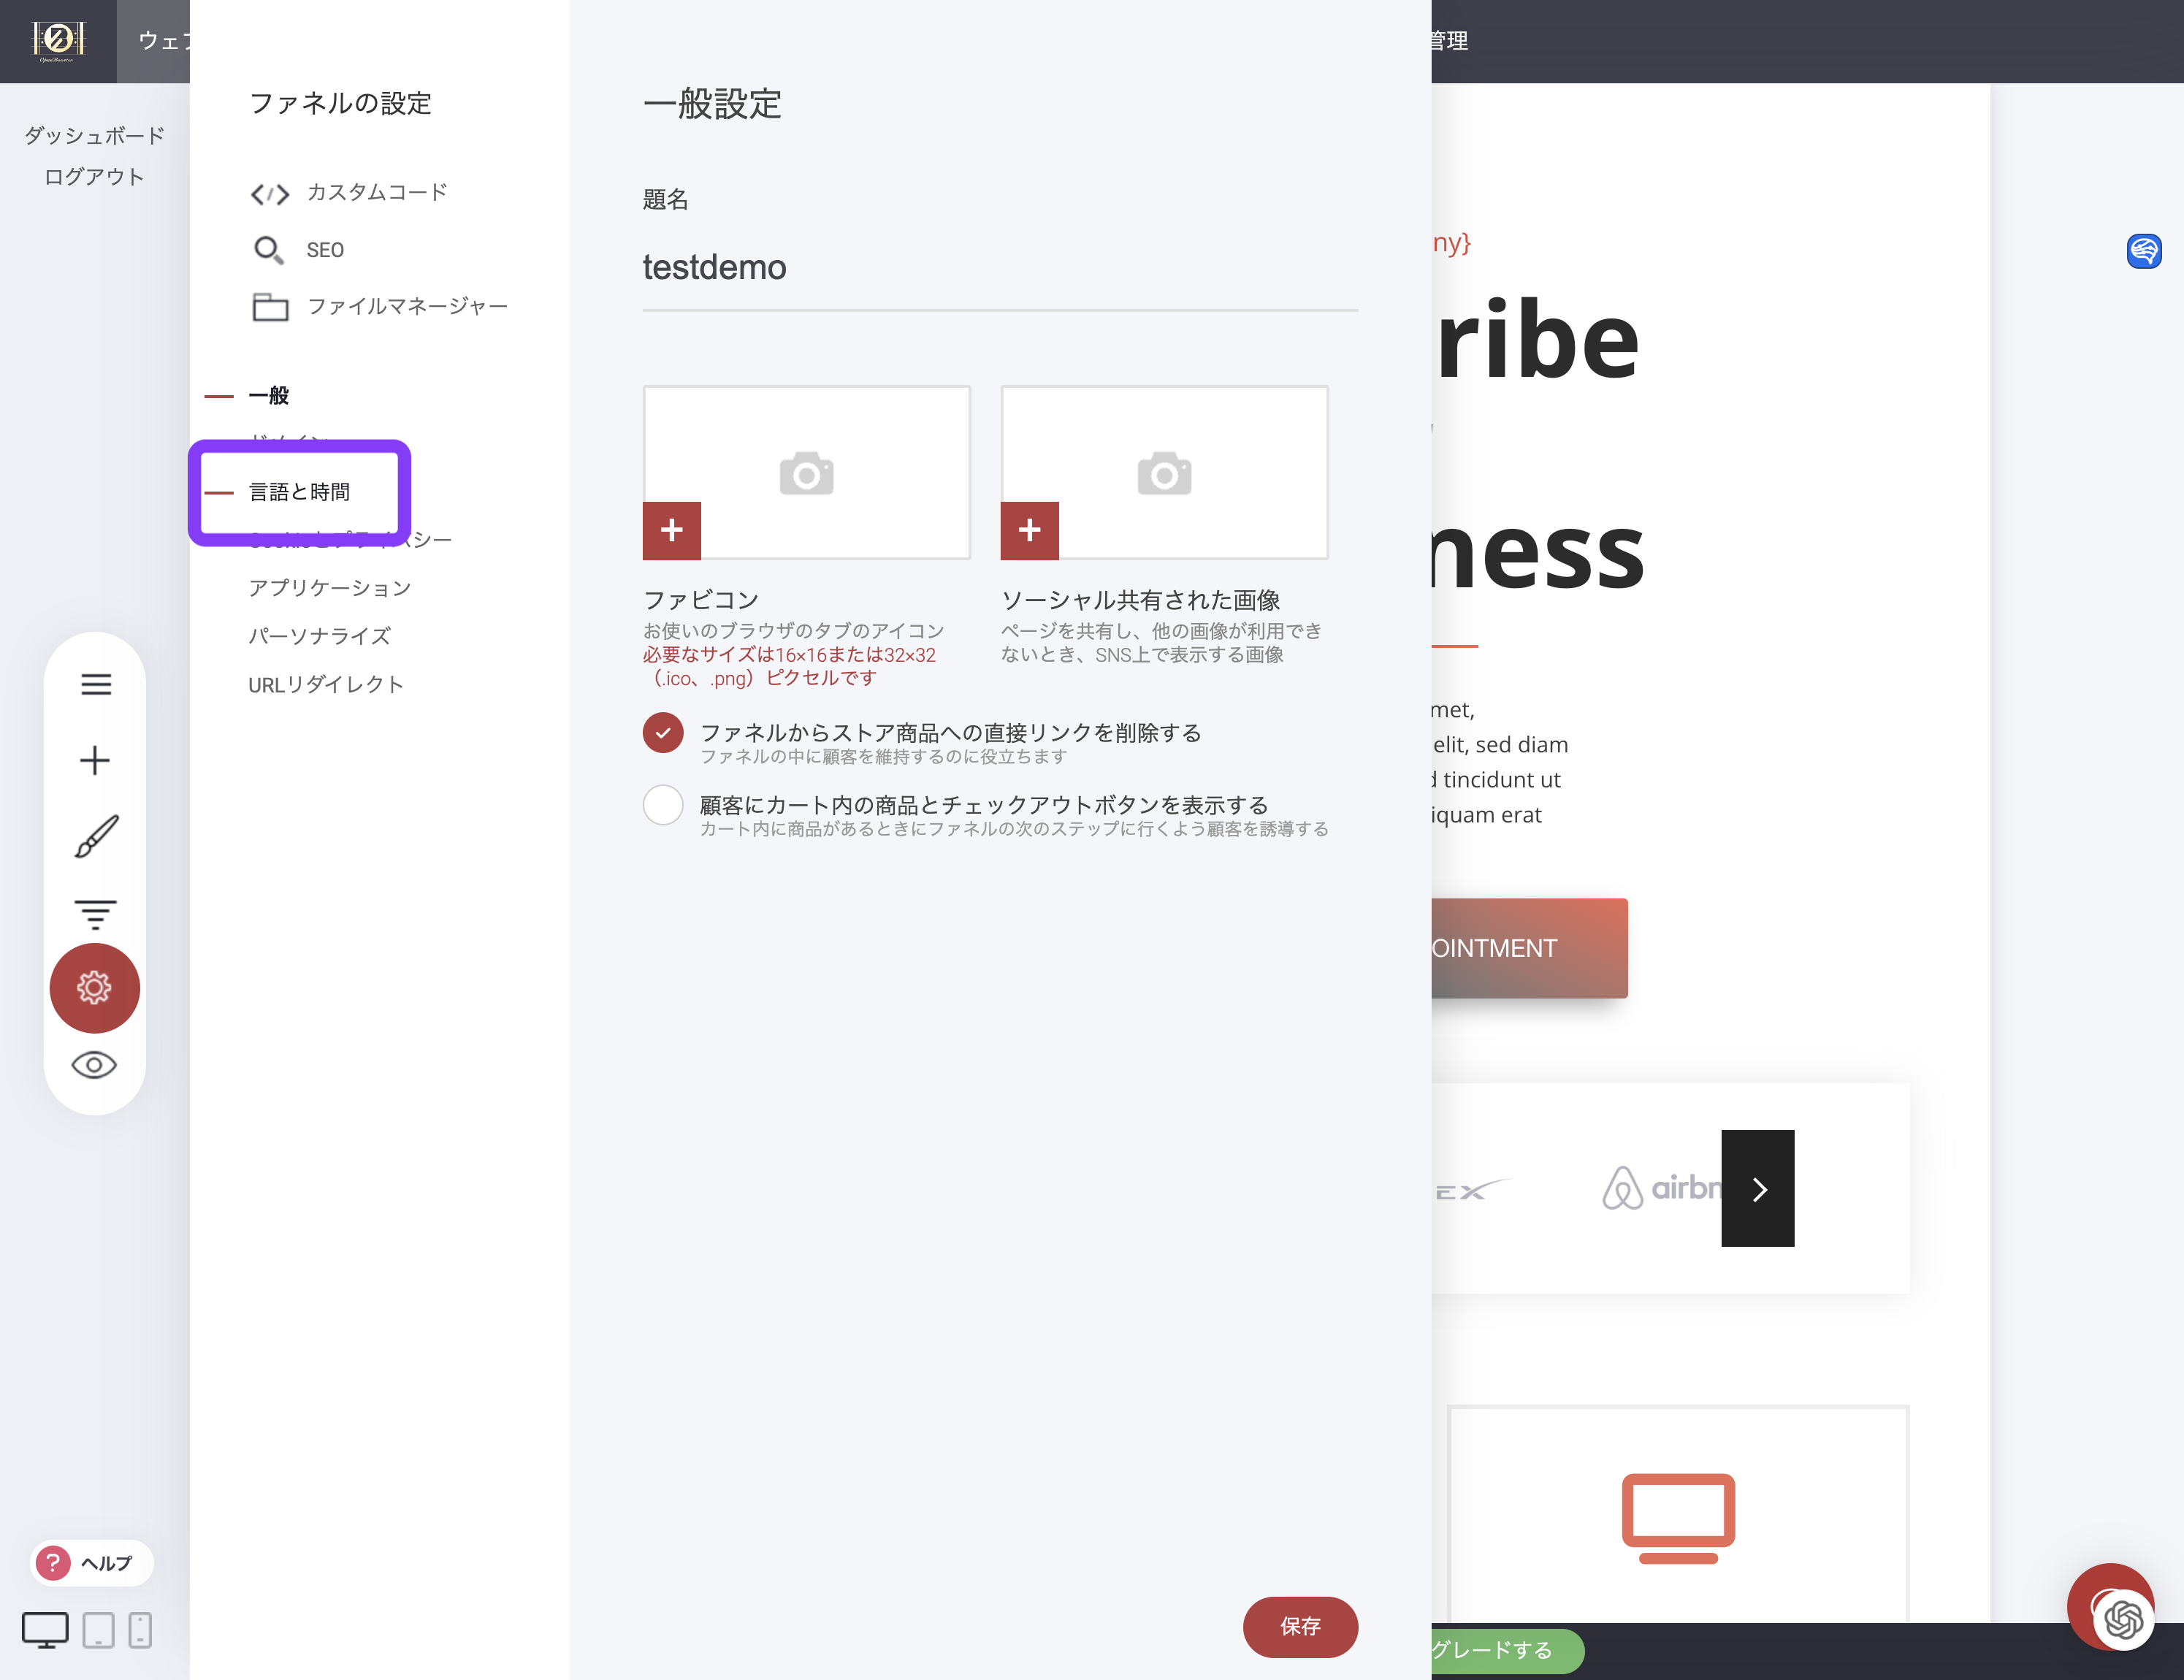 ファネルの設定
カスタムコード
SEO
ファイルマネージャー
一般
言語と時間
アプリケーション
パーソナライズ
URLリダイレクト
ダッシュボード
ログアウト
ヘルプ
一般設定
題名
testdemo
ファビコン
お使いのブラウザのタブのアイコン
必要なサイズは16×16または32×32
（.ico、.png）ピクセルです
ソーシャル共有された画像
ページを共有し、他の画像が利用でき
ないとき、SNS上で表示する画像
ファネルからストア商品への直接リンクを削除する
ファネルの中に顧客を維持するのに役立ちます
顧客にカート内の商品とチェックアウトボタンを表示する
カート内に商品があるときにファネルの次のステップに行くよう顧客を誘導する
保存
管理
ny}
ribe
ness
met,
elit, sed diam
d tincidunt ut
iquam erat
OINTMENT
EX
airbn
グレードする